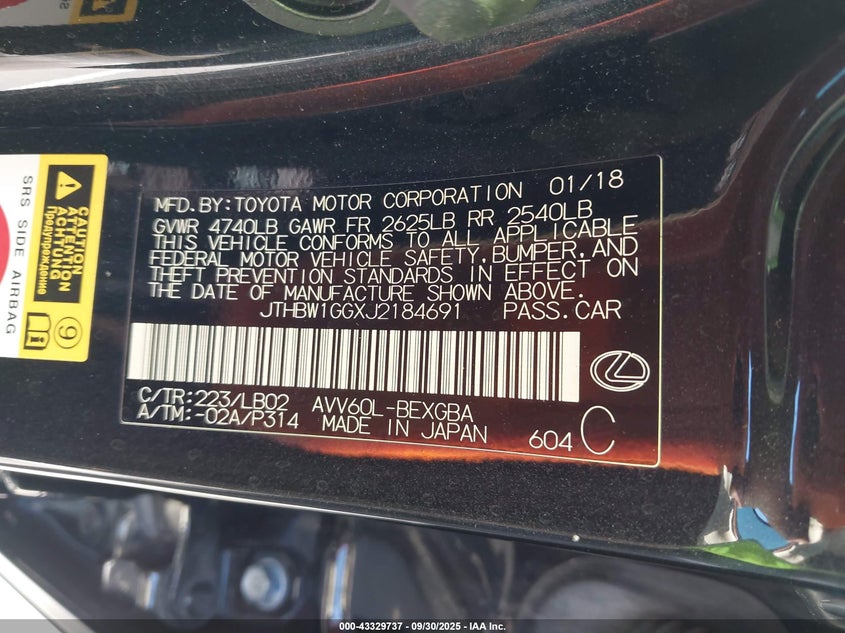 MFD.BY:TOYOTA MOTOR CORPORATION 01/18
GVWR 4740LB GAWR FR 2625LB RR 2540LB
THIS VEHICLE CONFORMS TO ALL APPLICABLE
FEDERAL MOTOR VEHICLE SAFETY, BUMPER, AND
THEFT PREVENTION STANDARDS IN EFFECT ON
THE DATE OF MANUFACTURE SHOWN ABOVE.
JTHBW1GGXJ2184691 PASS.CAR
C/TR:223/LB02 AVV60L-BEXGBA
A/TM:-02A/P314 MADE IN JAPAN 604 C
CAUTION
ATTENTION
ACHTUNG
Предупреждение
SRS SIDE AIRBAG
000-43329737 - 09/30/2025 - IAA Inc.